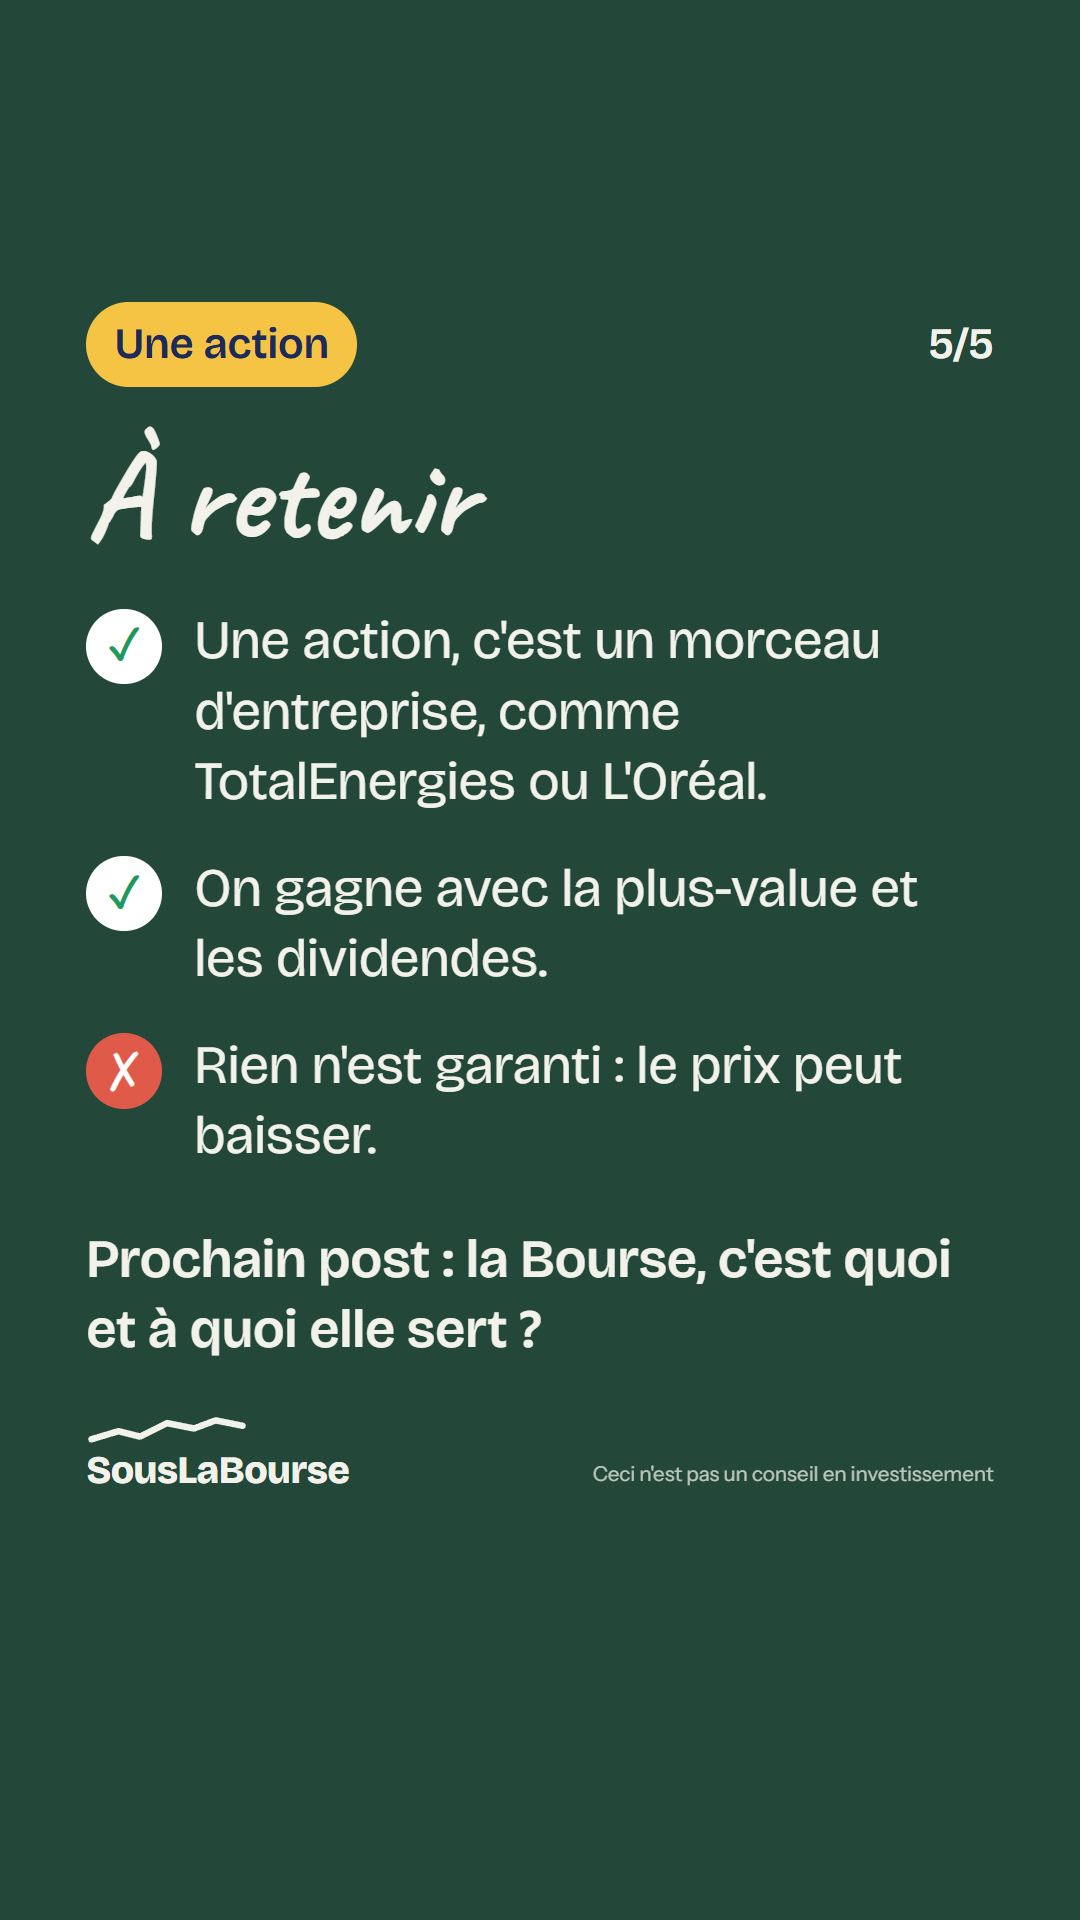 Une action
5/5
À retenir
✓ Une action, c'est un morceau
d'entreprise, comme
TotalEnergies ou L'Oréal.
✓ On gagne avec la plus-value et
les dividendes.
✗ Rien n'est garanti : le prix peut
baisser.
Prochain post : la Bourse, c'est quoi
et à quoi elle sert ?
SousLaBourse
Ceci n'est pas un conseil en investissement